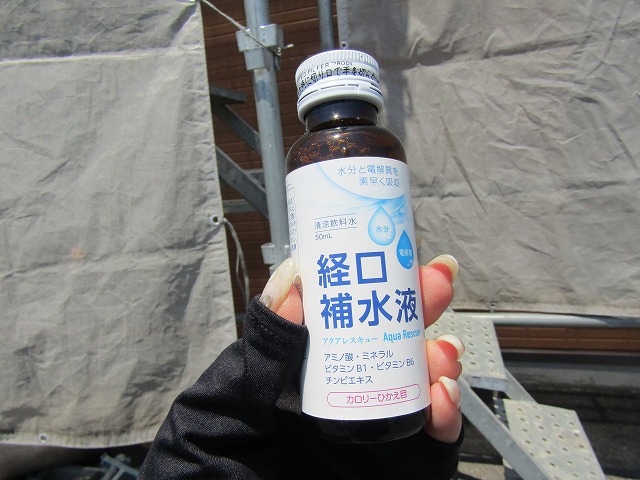 水分と電解質を
素早く吸収
清涼飲料水
50mL
水分
電解質
経口
補水液
アクアレスキュー Aqua Rescue
アミノ酸・ミネラル
ビタミンB1・ビタミンB6
チンピエキス
カロリーひかえ目